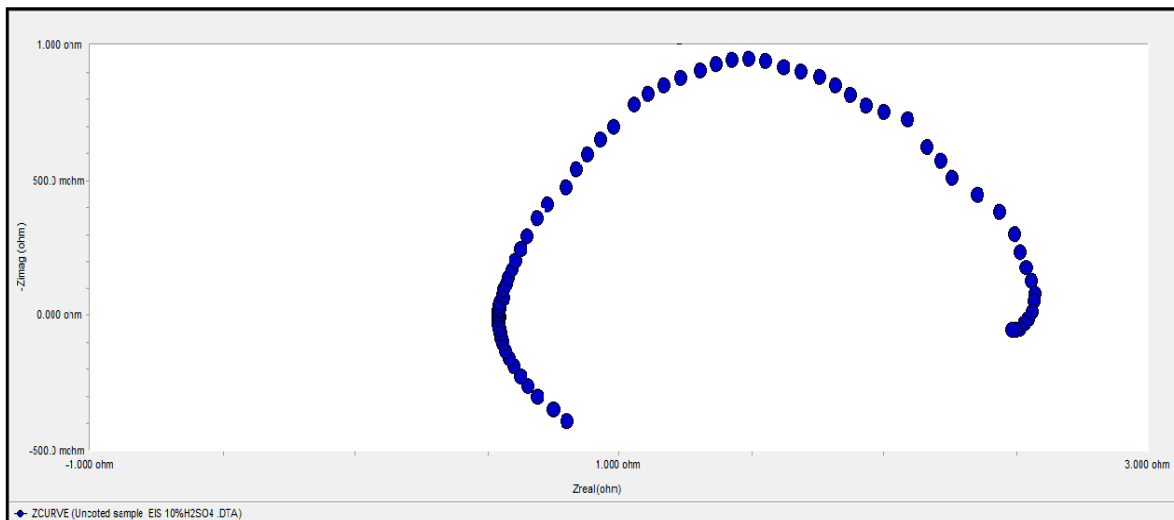 1.000 ohm
500.0 mohm
0.000 ohm
-500.0 mohm
-Zimag (ohm)
-1.000 ohm
1.000 ohm
3.000 ohm
Zreal (ohm)
ZCURVE (Uncoted sample EIS 10%H2SO4 .DTA)